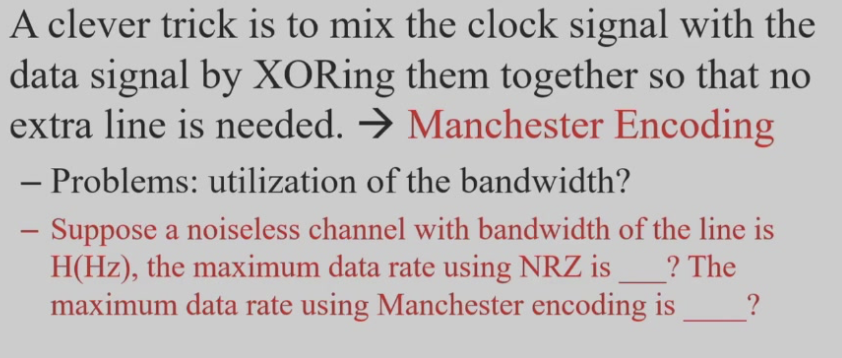 A clever trick is to mix the clock signal with the
data signal by XORing them together so that no
extra line is needed. → Manchester Encoding
– Problems: utilization of the bandwidth?
– Suppose a noiseless channel with bandwidth of the line is
H(Hz), the maximum data rate using NRZ is ___? The
maximum data rate using Manchester encoding is ____?